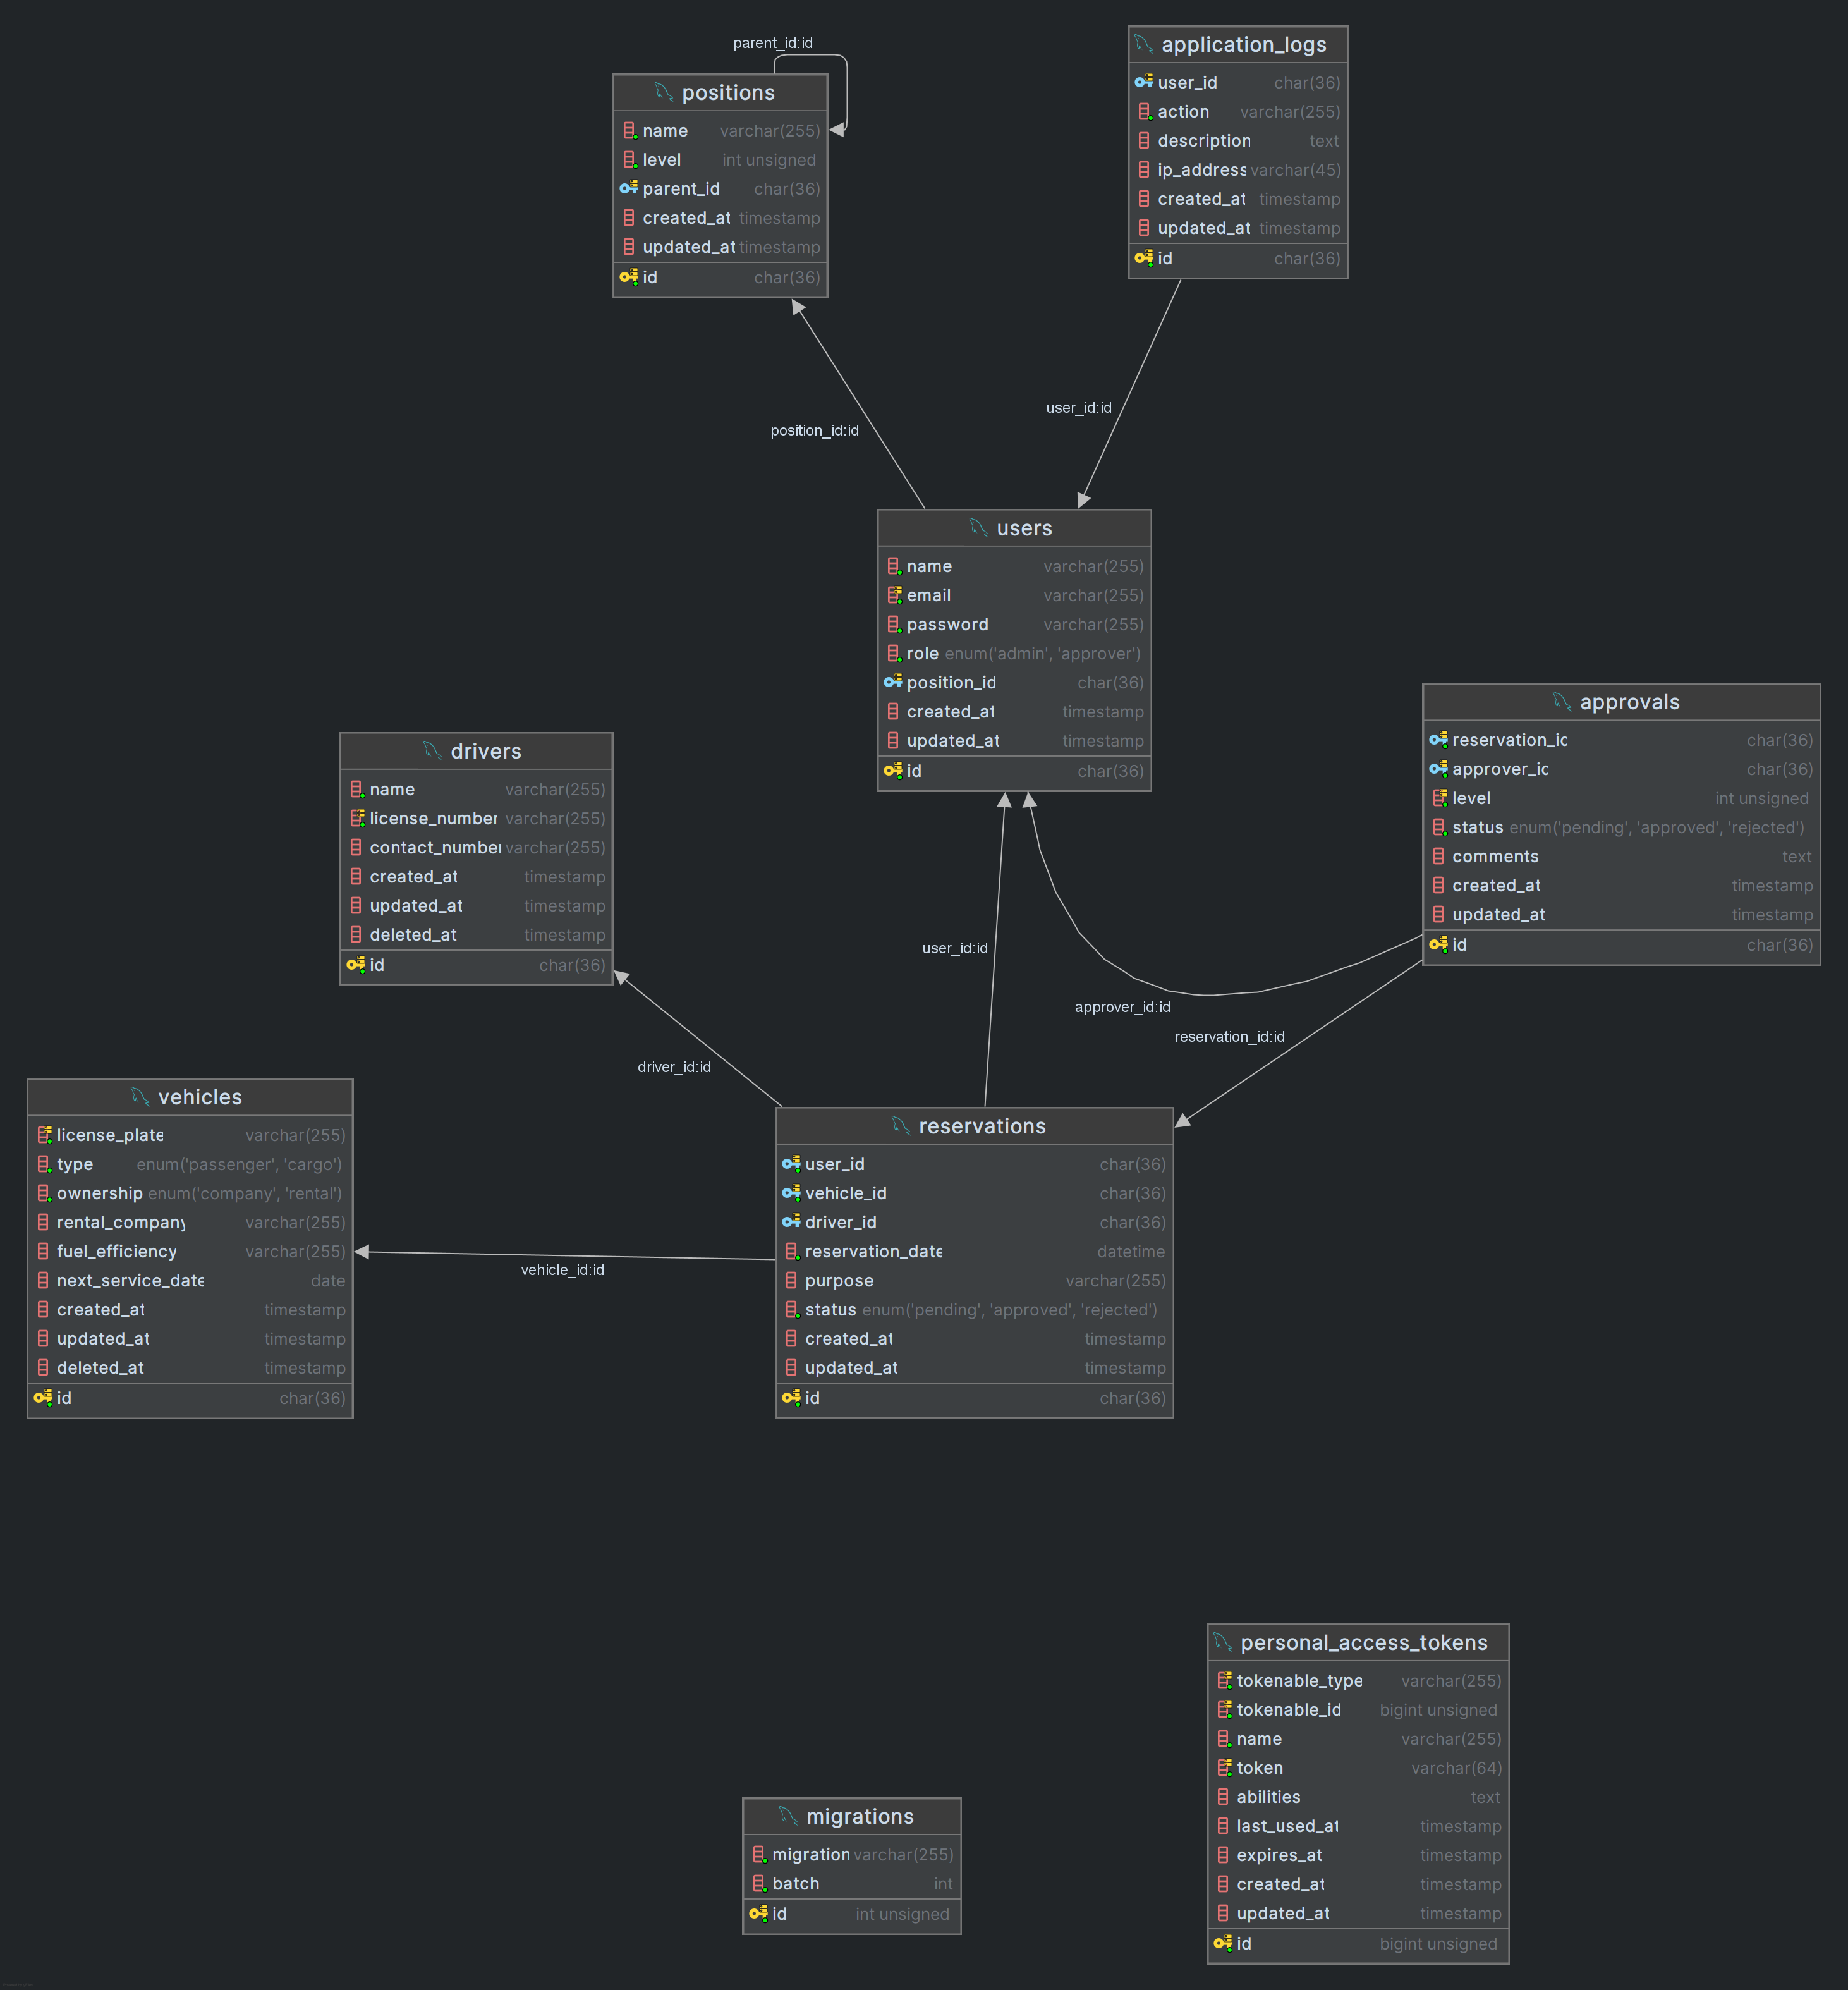 parent_id:id
positions
name varchar(255)
level int unsigned
parent_id char(36)
created_at timestamp
updated_at timestamp
id char(36)
application_logs
user_id char(36)
action varchar(255)
description text
ip_address varchar(45)
created_at timestamp
updated_at timestamp
id char(36)
position_id:id
user_id:id
users
name varchar(255)
email varchar(255)
password varchar(255)
role enum('admin', 'approver')
position_id char(36)
created_at timestamp
updated_at timestamp
id char(36)
approvals
reservation_id char(36)
approver_id char(36)
level int unsigned
status enum('pending', 'approved', 'rejected')
comments text
created_at timestamp
updated_at timestamp
id char(36)
drivers
name varchar(255)
license_number varchar(255)
contact_number varchar(255)
created_at timestamp
updated_at timestamp
deleted_at timestamp
id char(36)
user_id:id
approver_id:id
reservation_id:id
driver_id:id
vehicles
license_plate varchar(255)
type enum('passenger', 'cargo')
ownership enum('company', 'rental')
rental_company varchar(255)
fuel_efficiency varchar(255)
next_service_date date
created_at timestamp
updated_at timestamp
deleted_at timestamp
id char(36)
vehicle_id:id
reservations
user_id char(36)
vehicle_id char(36)
driver_id char(36)
reservation_date datetime
purpose varchar(255)
status enum('pending', 'approved', 'rejected')
created_at timestamp
updated_at timestamp
id char(36)
personal_access_tokens
tokenable_type varchar(255)
tokenable_id bigint unsigned
name varchar(255)
token varchar(64)
abilities text
last_used_at timestamp
expires_at timestamp
created_at timestamp
updated_at timestamp
id bigint unsigned
migrations
migration varchar(255)
batch int
id int unsigned